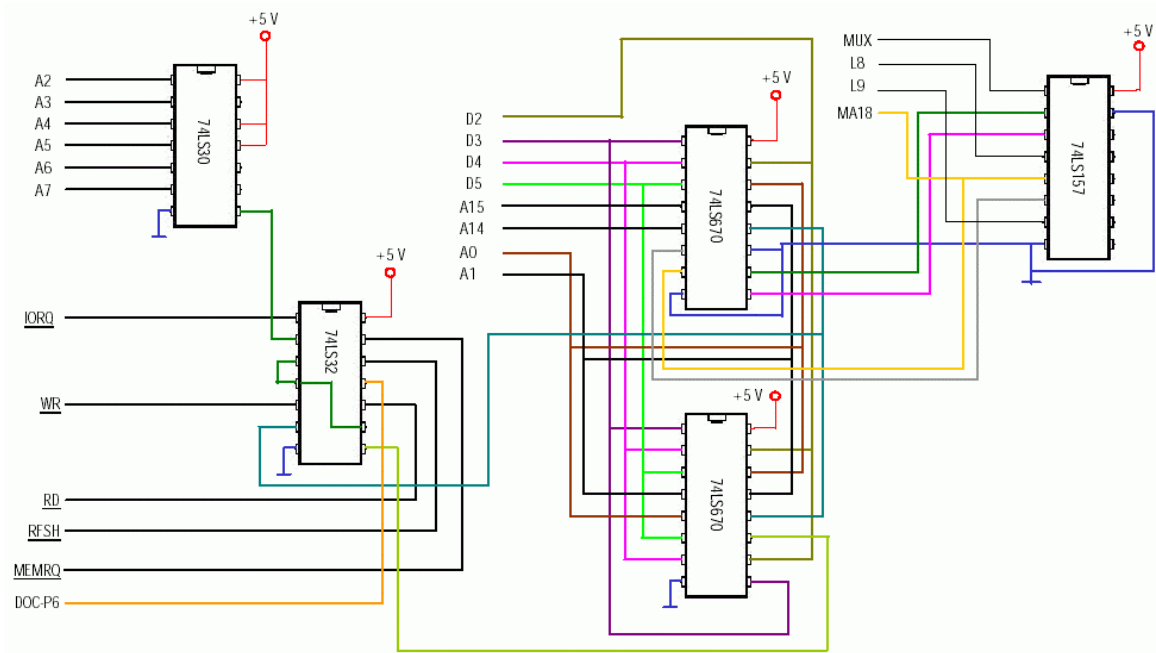 +5 V
A2
A3
A4
A5
A6
A7
74LS30
+5 V
IORQ
WR
RD
RFSH
MEMRQ
DOC-P6
74LS32
D2
D3
D4
D5
A15
A14
A0
A1
+5 V
74LS670
+5 V
74LS670
MUX
L8
L9
MA18
+5 V
74LS157